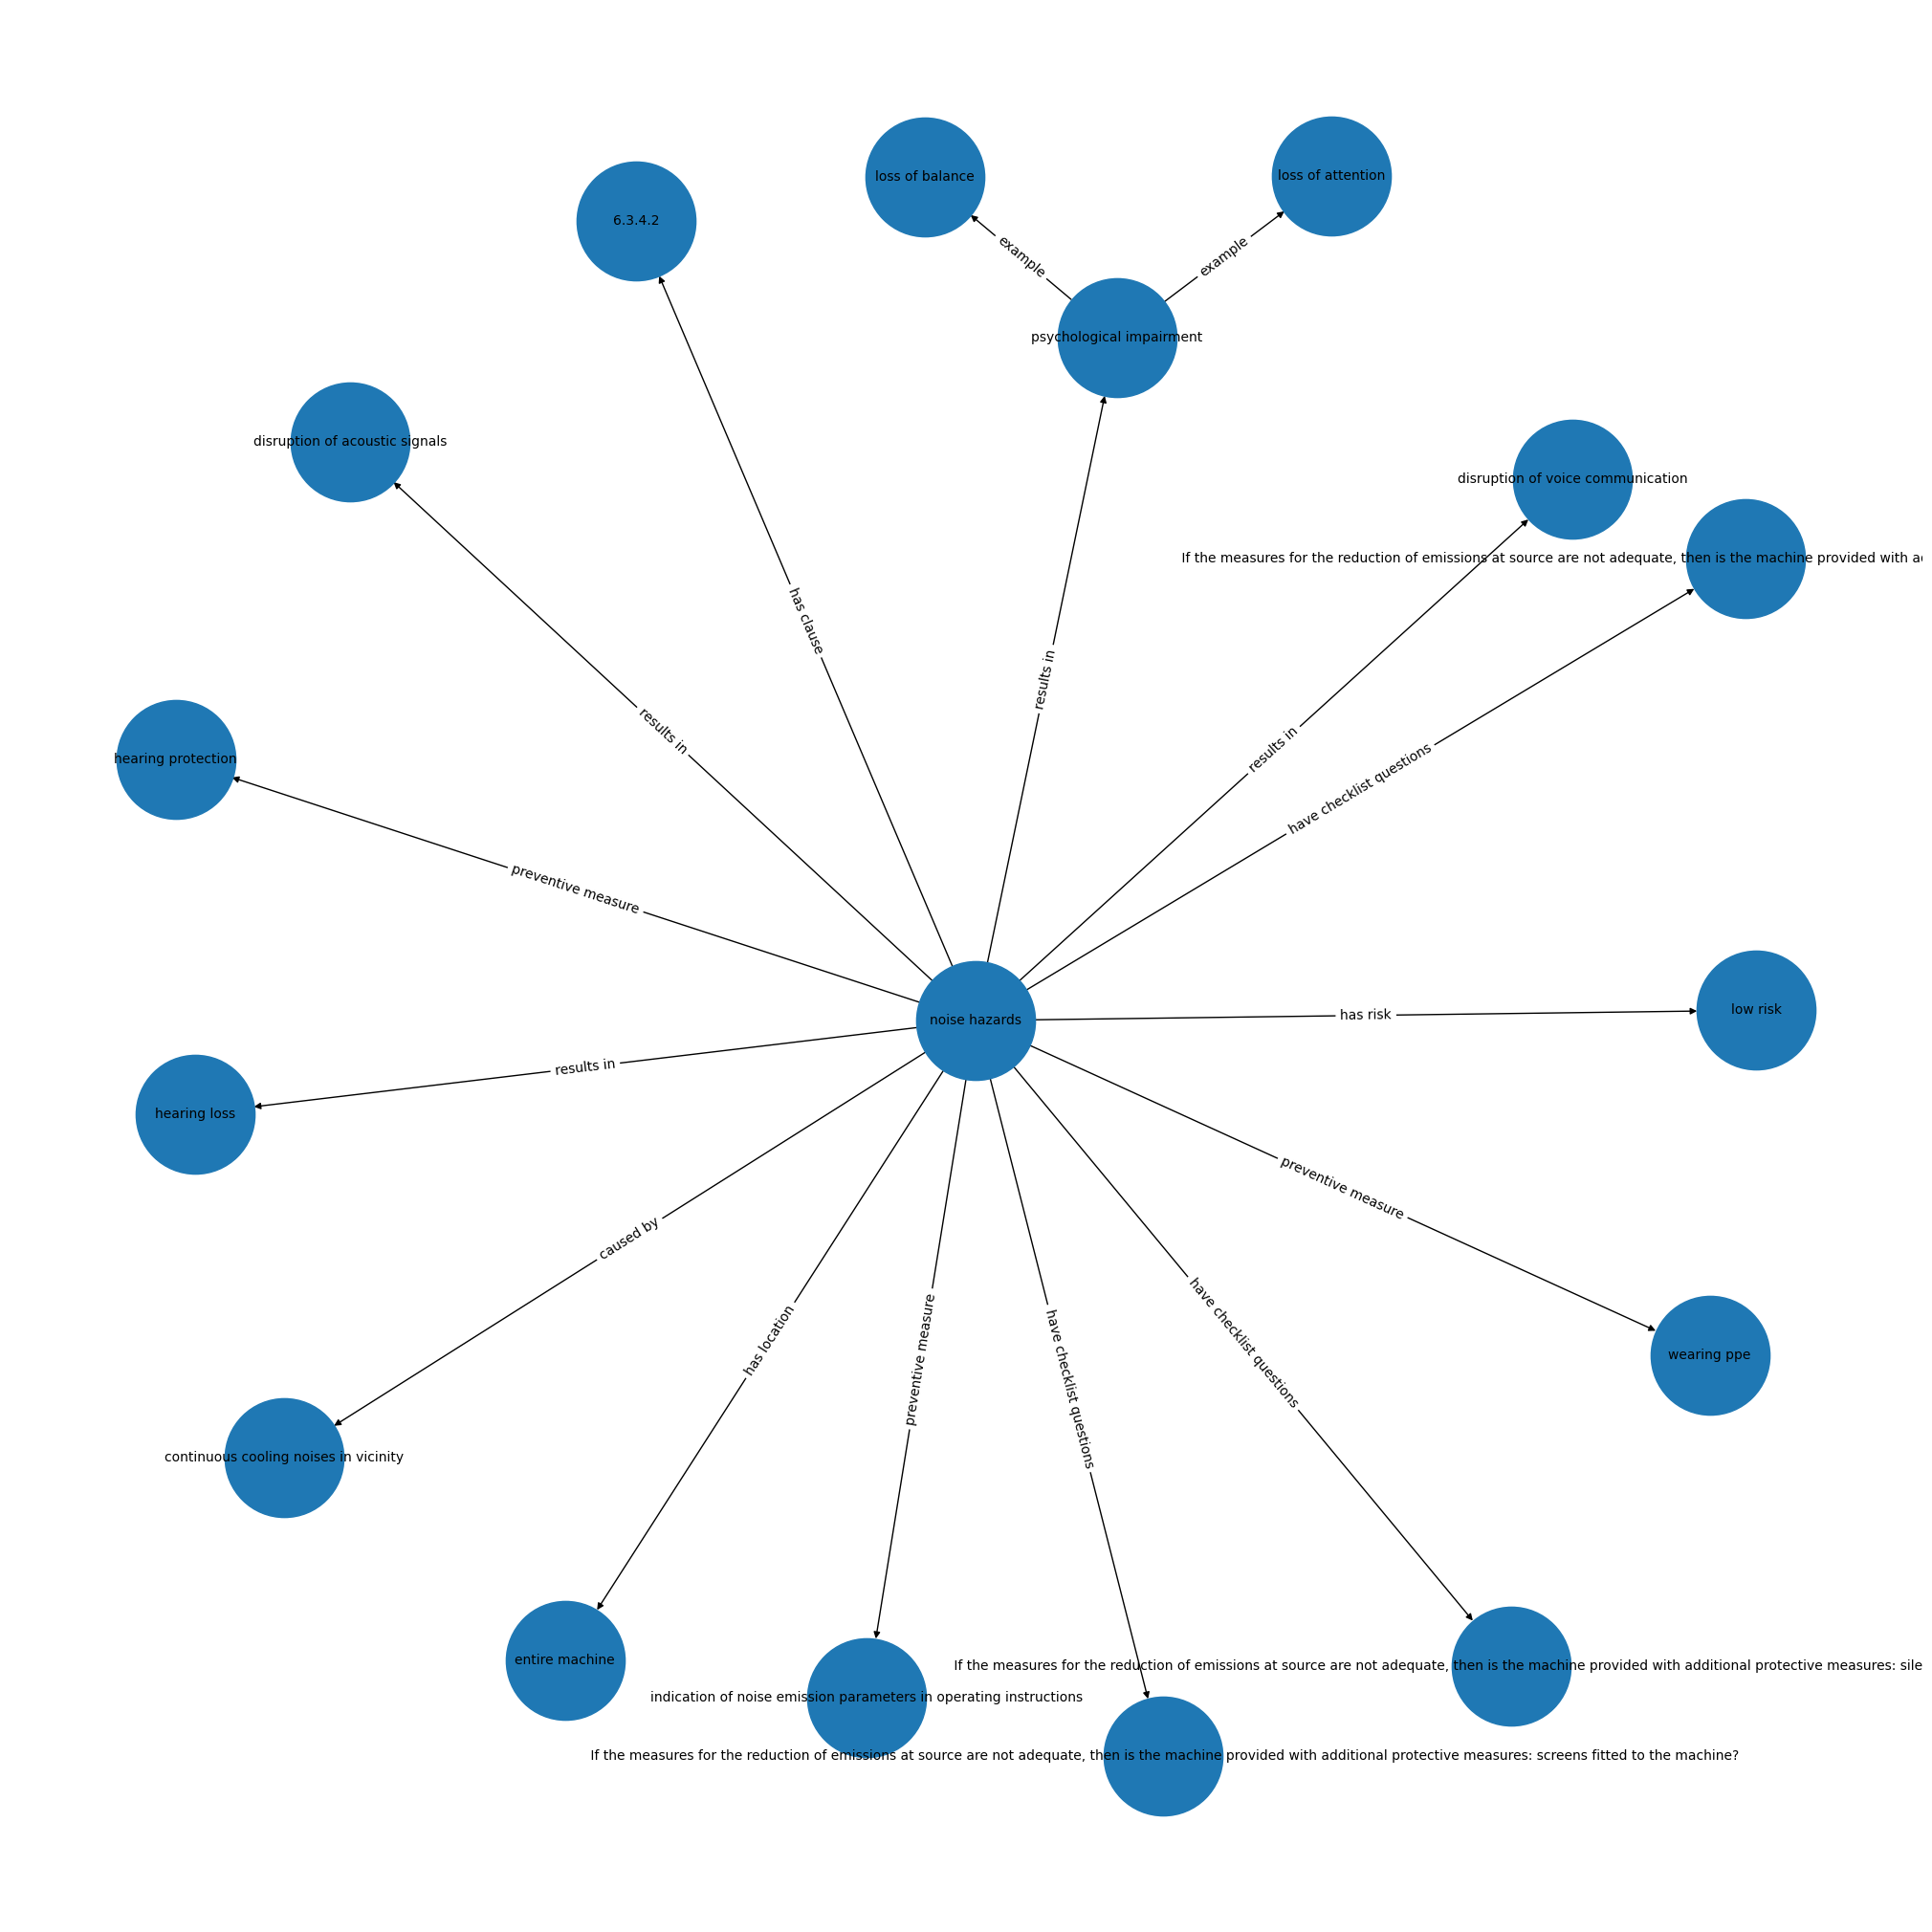 loss of balance
loss of attention
6.3.4.2
example
example
psychological impairment
disruption of acoustic signals
disruption of voice communication
If the measures for the reduction of emissions at source are not adequate, then is the machine provided with
has clause
results in
results in
results in
hearing protection
have checklist questions
preventive measure
low risk
has risk
noise hazards
results in
hearing loss
preventive measure
caused by
has location
preventive measure
have checklist questions
have checklist questions
wearing ppe
continuous cooling noises in vicinity
entire machine
If the measures for the reduction of emissions at source are not adequate, then is the machine provided with additional protective measures: sile
indication of noise emission parameters in operating instructions
If the measures for the reduction of emissions at source are not adequate, then is the machine provided with additional protective measures: screens fitted to the machine?